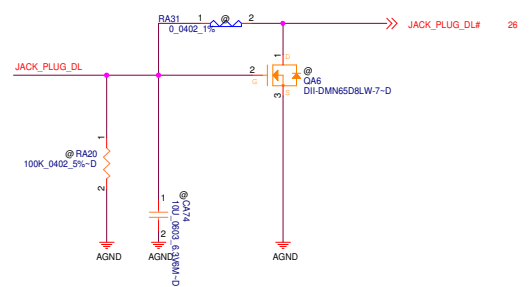 RA31 1 @ 2
0_0402_1%
JACK_PLUG_DL# 26
JACK_PLUG_DL
1 D
2 G
@
QA6
DII-DMN65D8LW-7~D
3 S
1
@ RA20
100K_0402_5%~D
2
1
@
CA74
10U_0603_6.3V6M~D
2
AGND
AGND
AGND